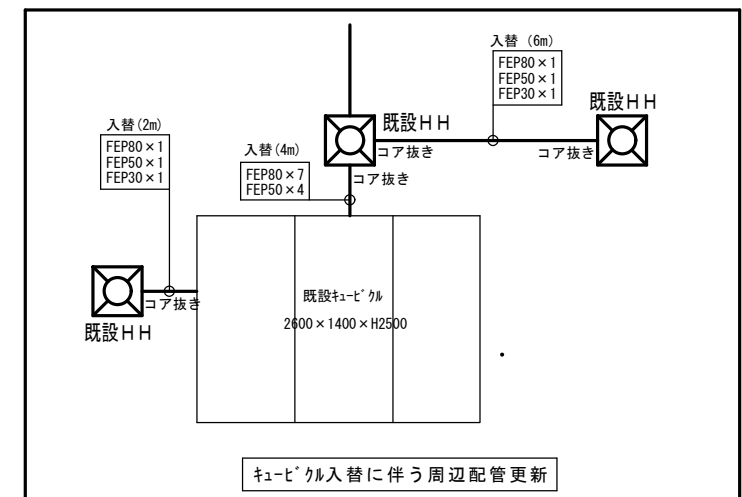 入替 (6m)
FEP80×1
FEP50×1
FEP30×1
既設ＨＨ
既設ＨＨ
コア抜き
コア抜き
コア抜き
入替(2m)
FEP80×1
FEP50×1
FEP30×1
入替(4m)
FEP80×7
FEP50×4
コア抜き
既設ＨＨ
既設ｷｭｰﾋﾞｸﾙ
2600×1400×H2500
ｷｭｰﾋﾞｸﾙ入替に伴う周辺配管更新